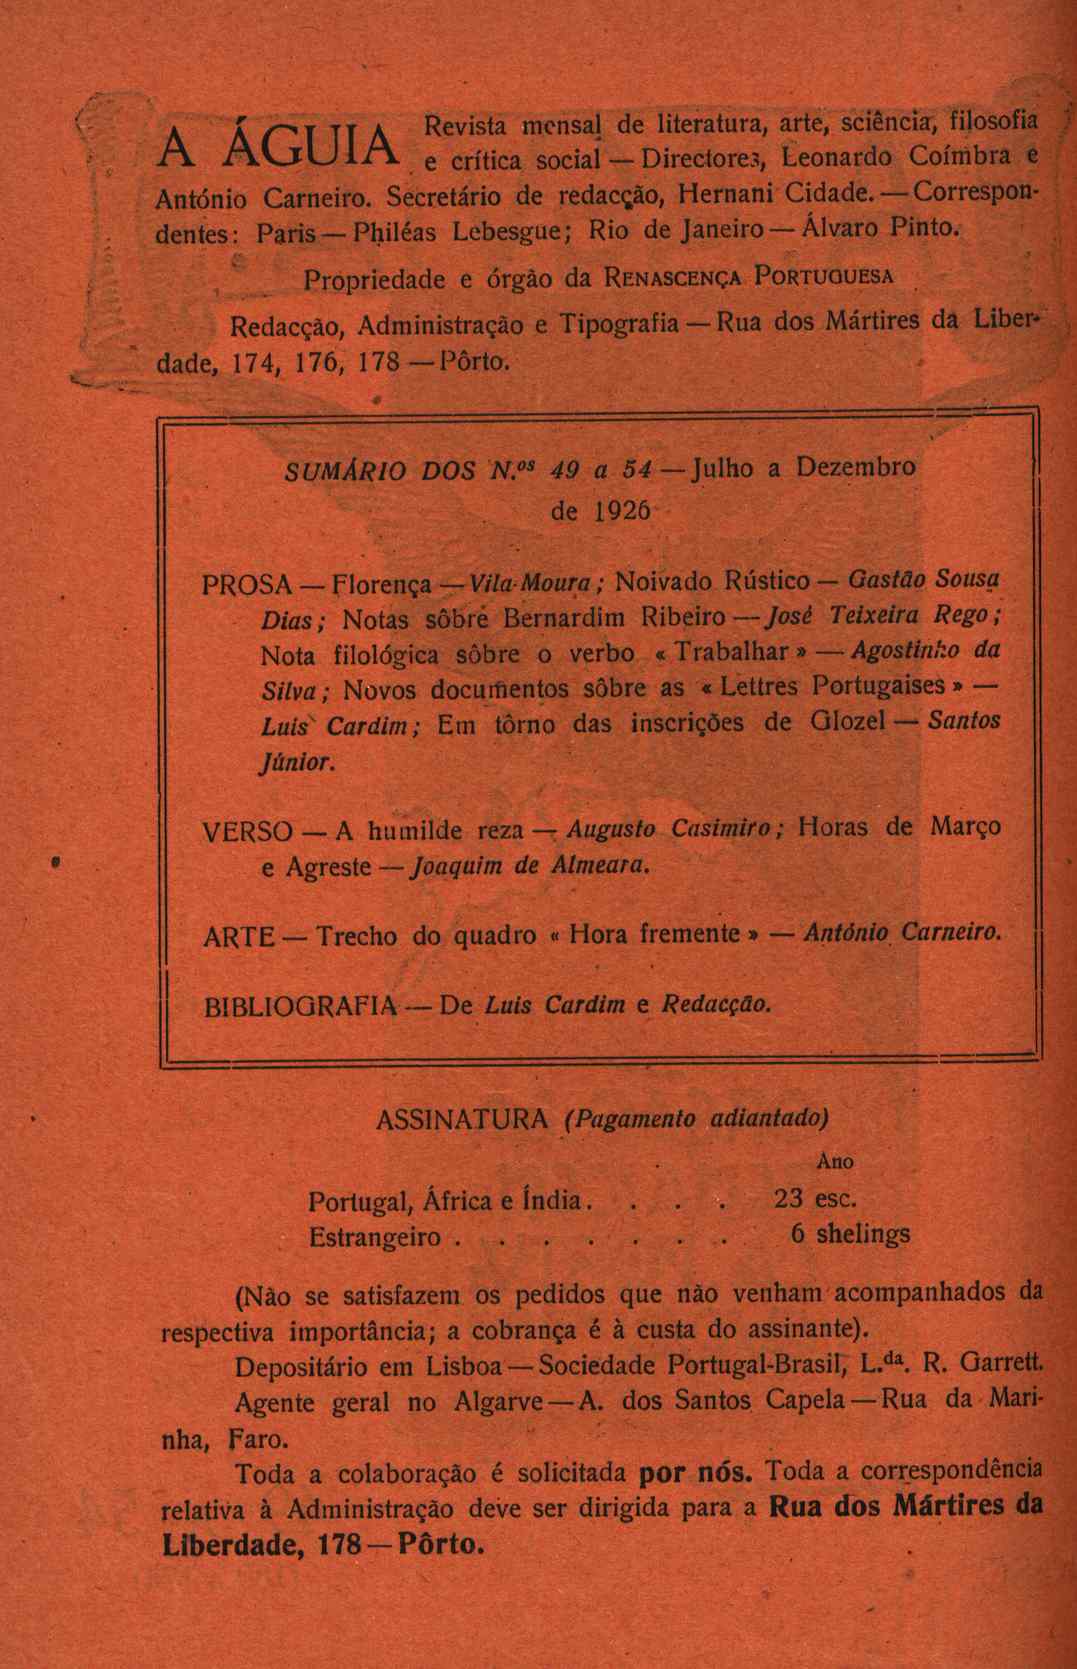 A ÁGUIA Revista mensal de literatura, arte, sciência, filosofia
e crítica social — Directores, Leonardo Coímbra e
António Carneiro. Secretário de redacção, Hernani Cidade. — Correspon-
dentes: Paris — Philéas Lebesgue; Rio de Janeiro — Álvaro Pinto.
Propriedade e órgão da RENASCENÇA PORTUGUESA
Redacção, Administração e Tipografia — Rua dos Mártires da Liber-
dade, 174, 176, 178 — Pôrto.
SUMÁRIO DOS N.os 49 a 54 — Julho a Dezembro
de 1926
PROSA — Florença — Vila-Moura; Noivado Rústico — Gastão Sousa
Dias; Notas sôbre Bernardim Ribeiro — José Teixeira Rego;
Nota filológica sôbre o verbo « Trabalhar » — Agostinho da
Silva; Novos documentos sôbre as « Lettres Portugaises » —
Luis Cardim; Em tôrno das inscrições de Glozel — Santos
Júnior.
VERSO — A humilde reza — Augusto Casimiro; Horas de Março
e Agreste — Joaquim de Almeara.
ARTE — Trecho do quadro « Hora fremente » — António Carneiro.
BIBLIOGRAFIA — De Luis Cardim e Redacção.
ASSINATURA (Pagamento adiantado)
Ano
Portugal, África e Índia. . . . 23 esc.
Estrangeiro . . . . . . . 6 shelings
(Não se satisfazem os pedidos que não venham acompanhados da
respectiva importância; a cobrança é à custa do assinante).
Depositário em Lisboa — Sociedade Portugal-Brasil, L.da. R. Garrett.
Agente geral no Algarve — A. dos Santos Capela — Rua da Mari-
nha, Faro.
Toda a colaboração é solicitada por nós. Toda a correspondência
relativa à Administração deve ser dirigida para a Rua dos Mártires da
Liberdade, 178 — Pôrto.